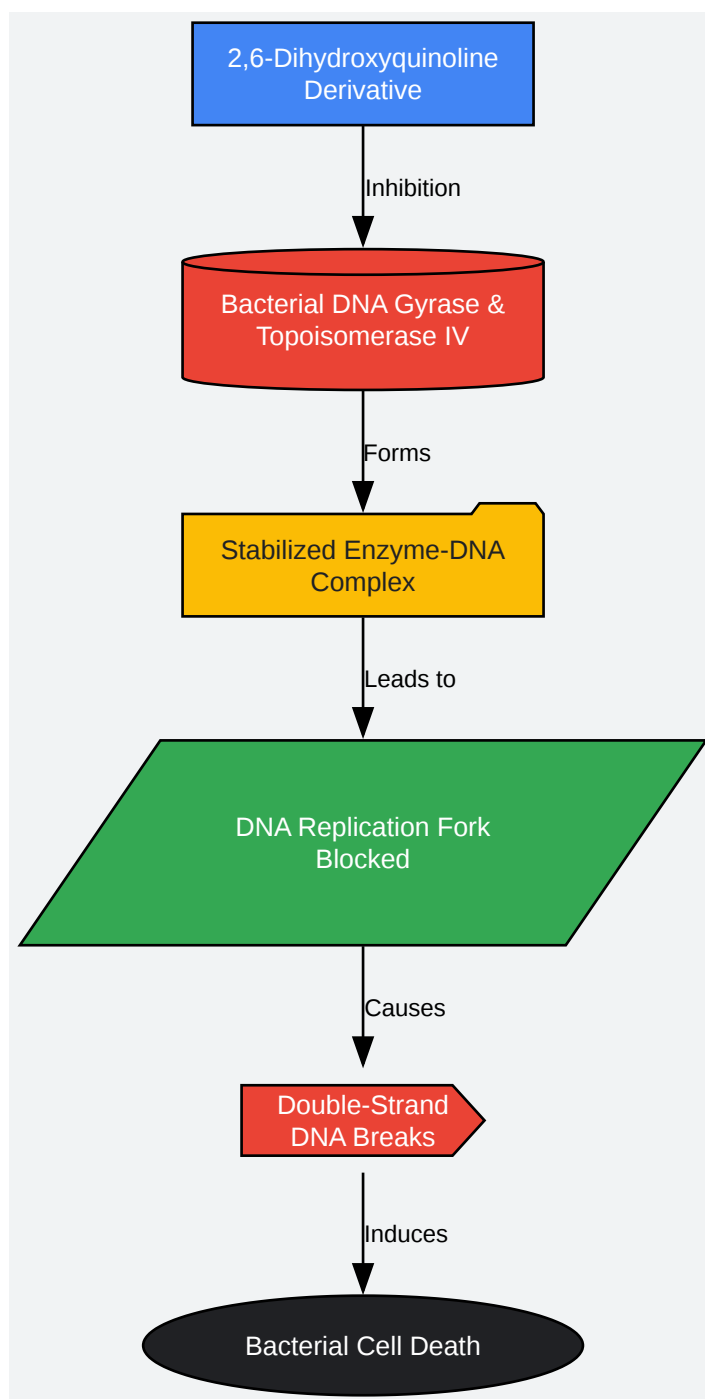 2,6-Dihydroxyquinoline
Derivative
Inhibition
Bacterial DNA Gyrase &
Topoisomerase IV
Forms
Stabilized Enzyme-DNA
Complex
Leads to
DNA Replication Fork
Blocked
Causes
Double-Strand
DNA Breaks
Induces
Bacterial Cell Death